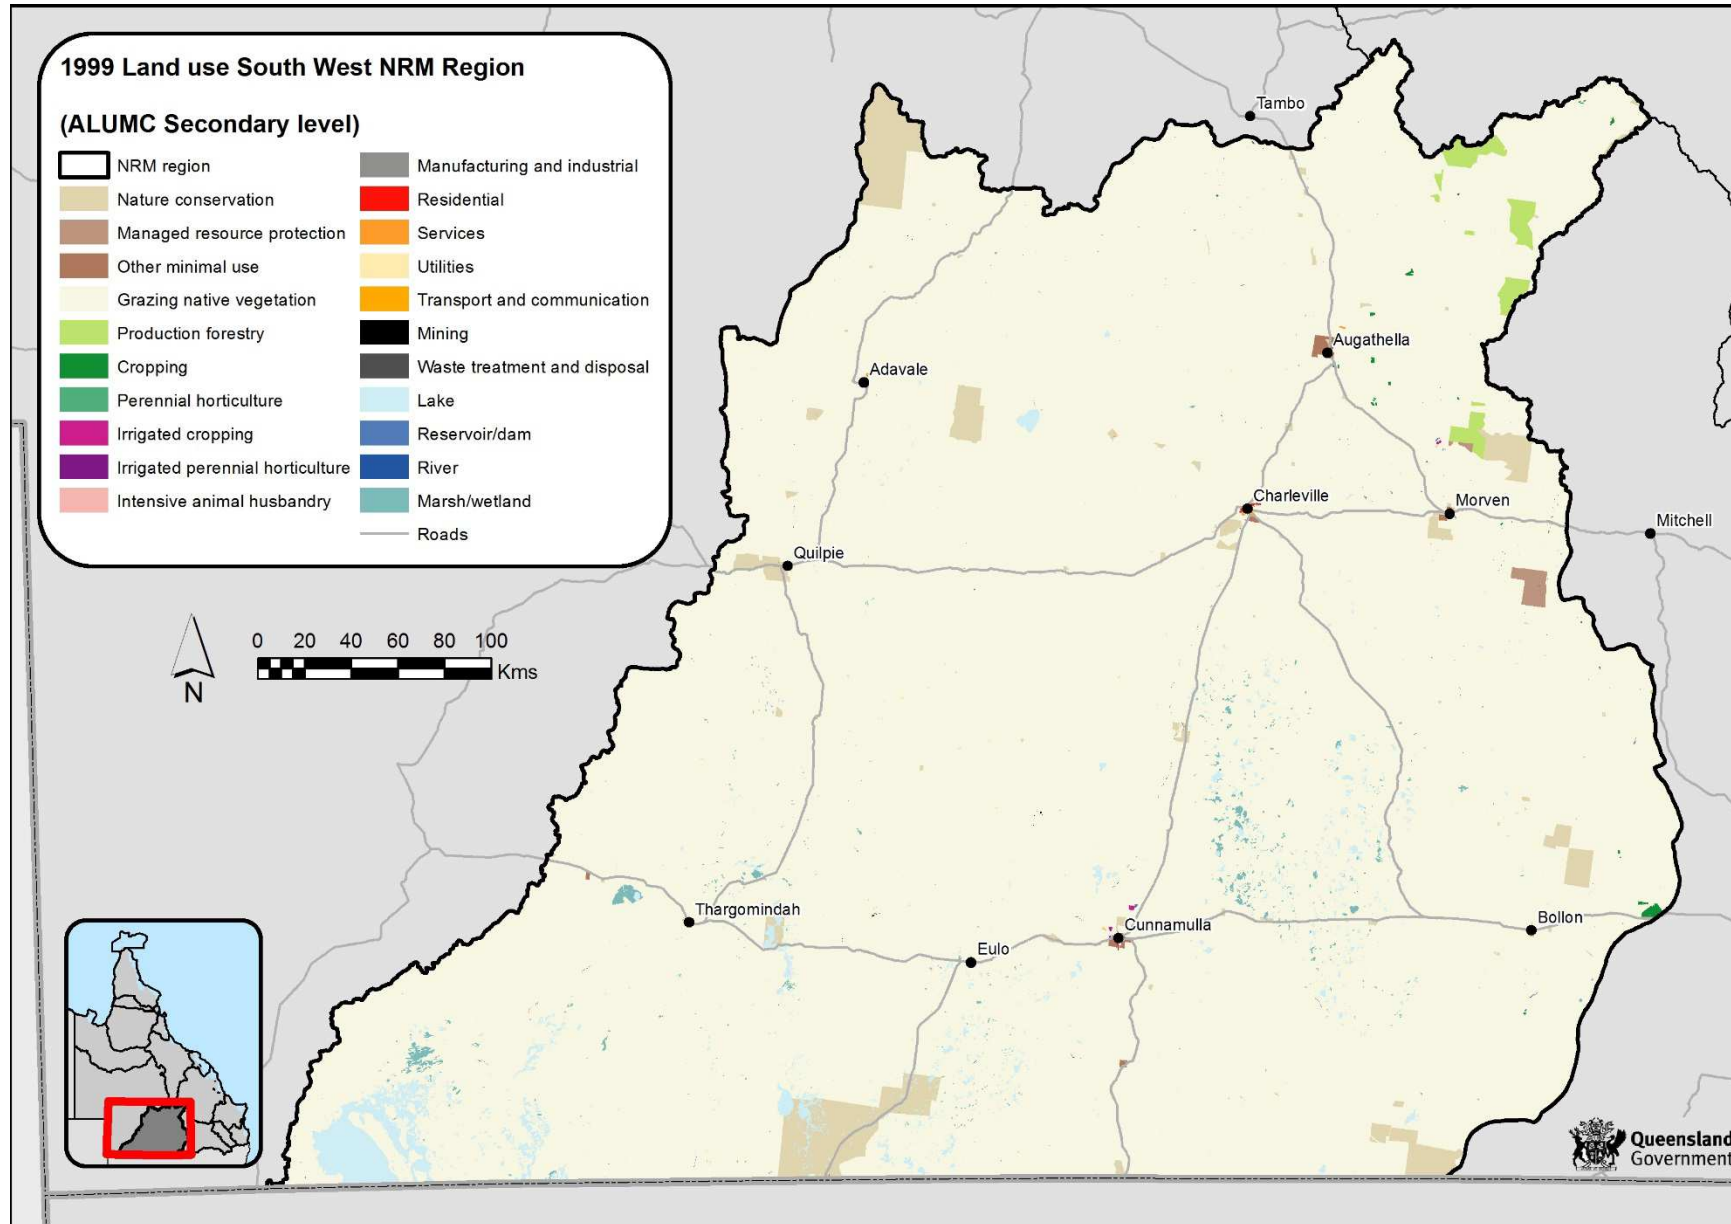 1999 Land use South West NRM Region
(ALUMC Secondary level)
NRM region
Nature conservation
Managed resource protection
Other minimal use
Grazing native vegetation
Production forestry
Cropping
Perennial horticulture
Irrigated cropping
Irrigated perennial horticulture
Intensive animal husbandry
Manufacturing and industrial
Residential
Services
Utilities
Transport and communication
Mining
Waste treatment and disposal
Lake
Reservoir/dam
River
Marsh/wetland
Roads
Tambo
Augathella
Adavale
Charleville
Morven
Mitchell
Quilpie
0 20 40 60 80 100
Kms
N
Thargomindah
Cunnamulla
Bollon
Eulo
Queensland
Government